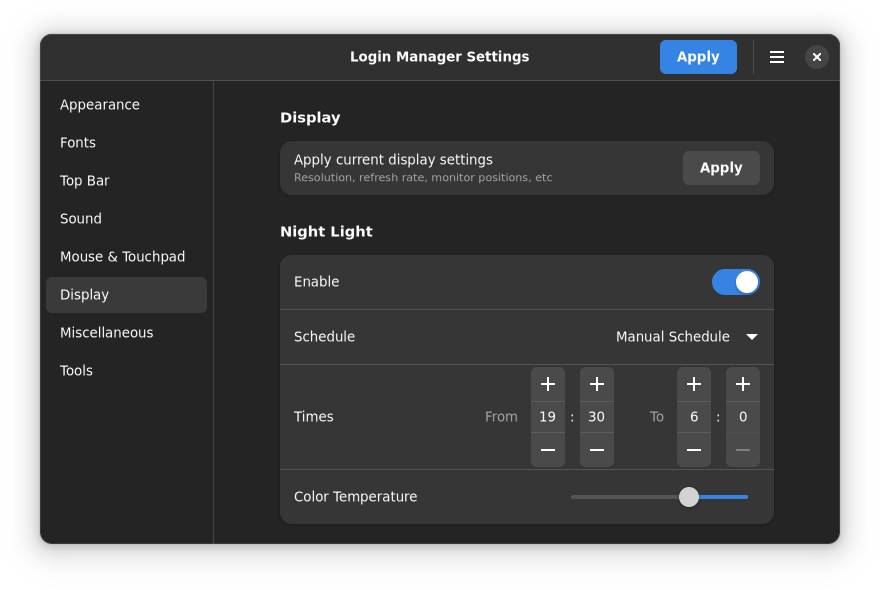 Login Manager Settings
Apply
Appearance
Fonts
Top Bar
Sound
Mouse & Touchpad
Display
Miscellaneous
Tools
Display
Apply current display settings
Resolution, refresh rate, monitor positions, etc
Apply
Night Light
Enable
Schedule
Manual Schedule
Times
From
19 : 30
To
6 : 0
Color Temperature